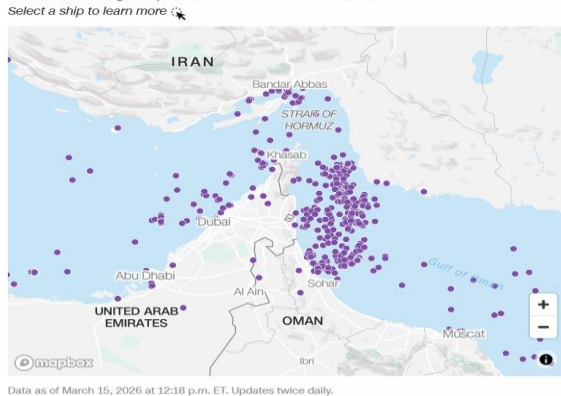 Select a ship to learn more
IRAN
Bandar Abbas
STRAIT OF
HORMUZ
Khasab
Dubai
Gulf of Oman
Abu Dhabi
Sohar
Al Ain
UNITED ARAB
EMIRATES
OMAN
Muscat
Ibri
+
−
mapbox
i
Data as of March 15, 2026 at 12:18 p.m. ET. Updates twice daily.